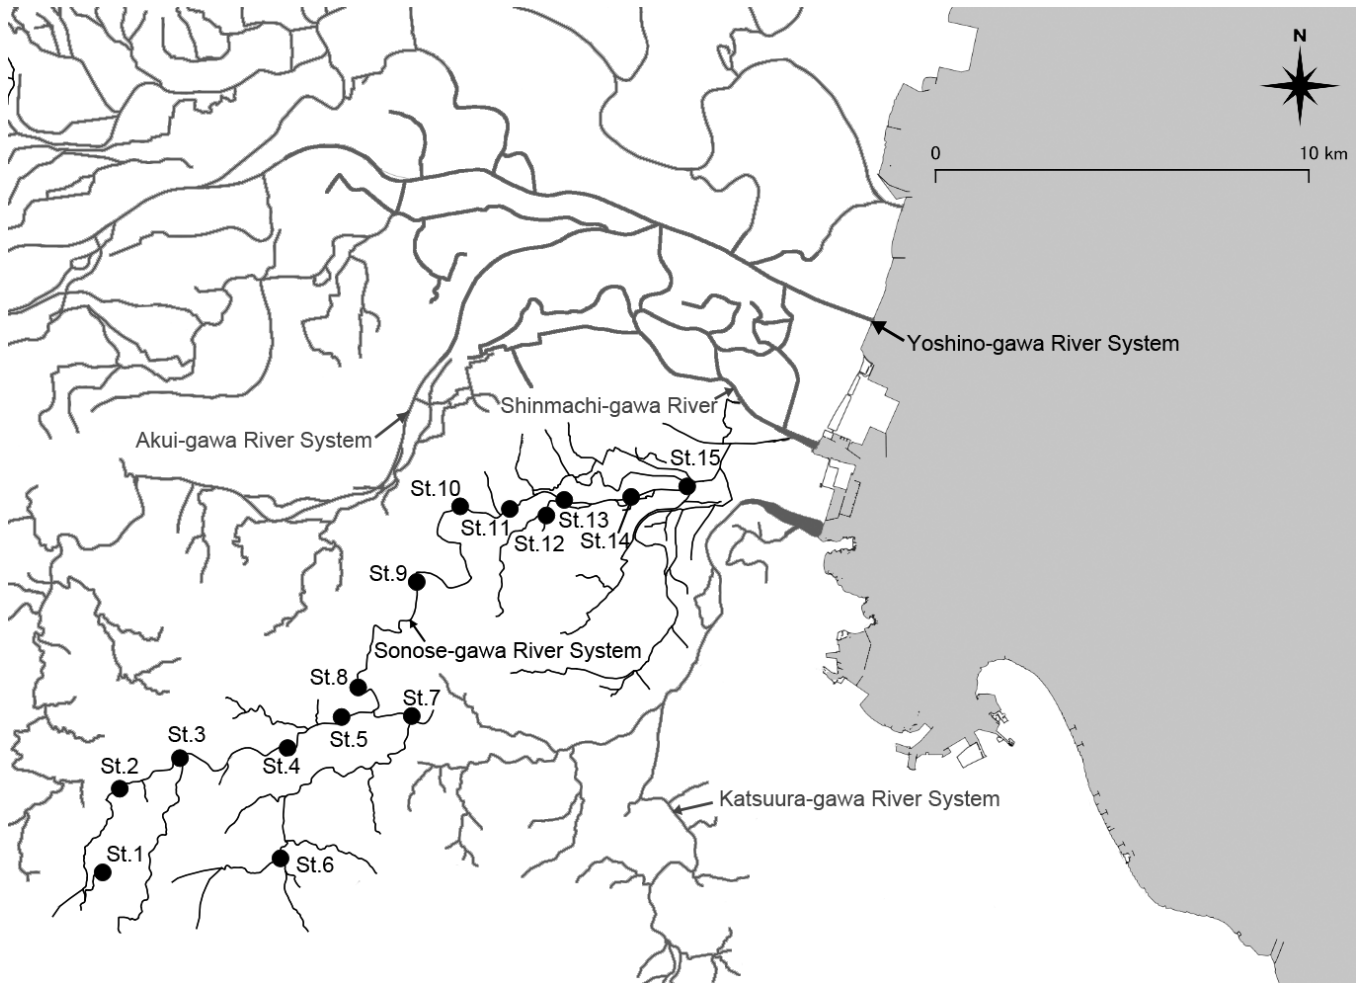 N
0 10 km
Yoshino-gawa River System
Shinmachi-gawa River
Akui-gawa River System
St.15
St.10
St.11
St.13
St.12
St.14
St.9
Sonose-gawa River System
St.8
St.7
St.5
St.3
St.4
St.2
Katsuura-gawa River System
St.1
St.6